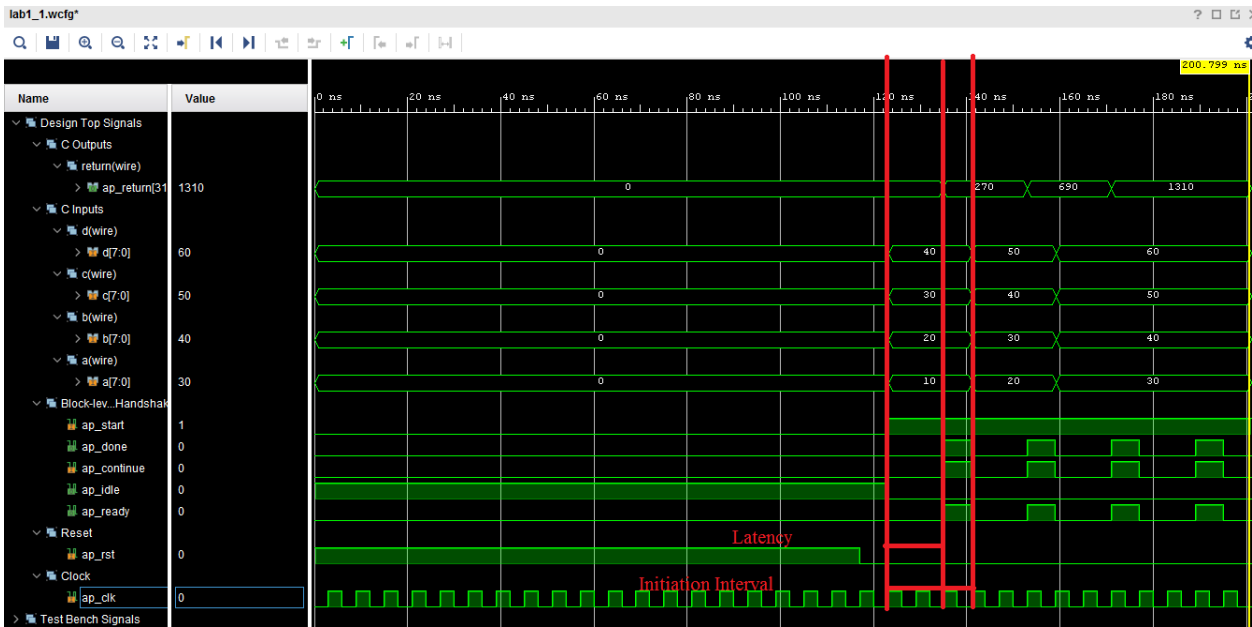 lab1_1.wcfg*
200.799 ns
Name Value
0 ns 20 ns 40 ns 60 ns 80 ns 100 ns 120 ns 140 ns 160 ns 180 ns
Design Top Signals
C Outputs
return(wire)
ap_return[31 1310 0 270 690 1310
C Inputs
d(wire)
d[7:0] 60 0 40 50 60
c(wire)
c[7:0] 50 0 30 40 50
b(wire)
b[7:0] 40 0 20 30 40
a(wire)
a[7:0] 30 0 10 20 30
Block-lev...Handshak
ap_start 1
ap_done 0
ap_continue 0
ap_idle 0
ap_ready 0
Reset
Latency
ap_rst 0
Clock
Initiation Interval
ap_clk 0
Test Bench Signals